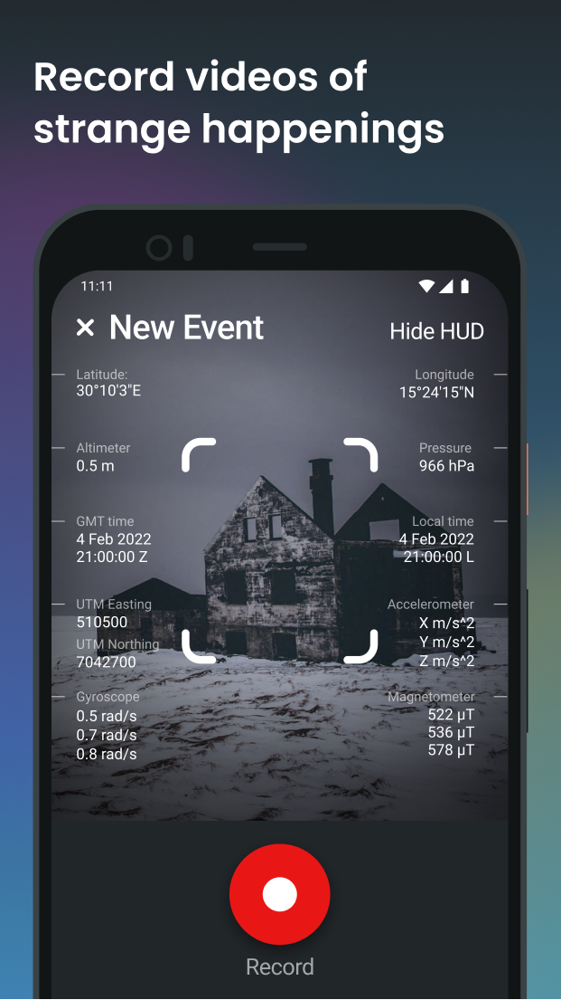 Record videos of
strange happenings
11:11
× New Event
Hide HUD
Latitude:
30°10'3"E
Longitude
15°24'15"N
Altimeter
0.5 m
Pressure
966 hPa
GMT time
4 Feb 2022
21:00:00 Z
Local time
4 Feb 2022
21:00:00 L
UTM Easting
510500
UTM Northing
7042700
Accelerometer
X m/s^2
Y m/s^2
Z m/s^2
Gyroscope
0.5 rad/s
0.7 rad/s
0.8 rad/s
Magnetometer
522 µT
536 µT
578 µT
Record